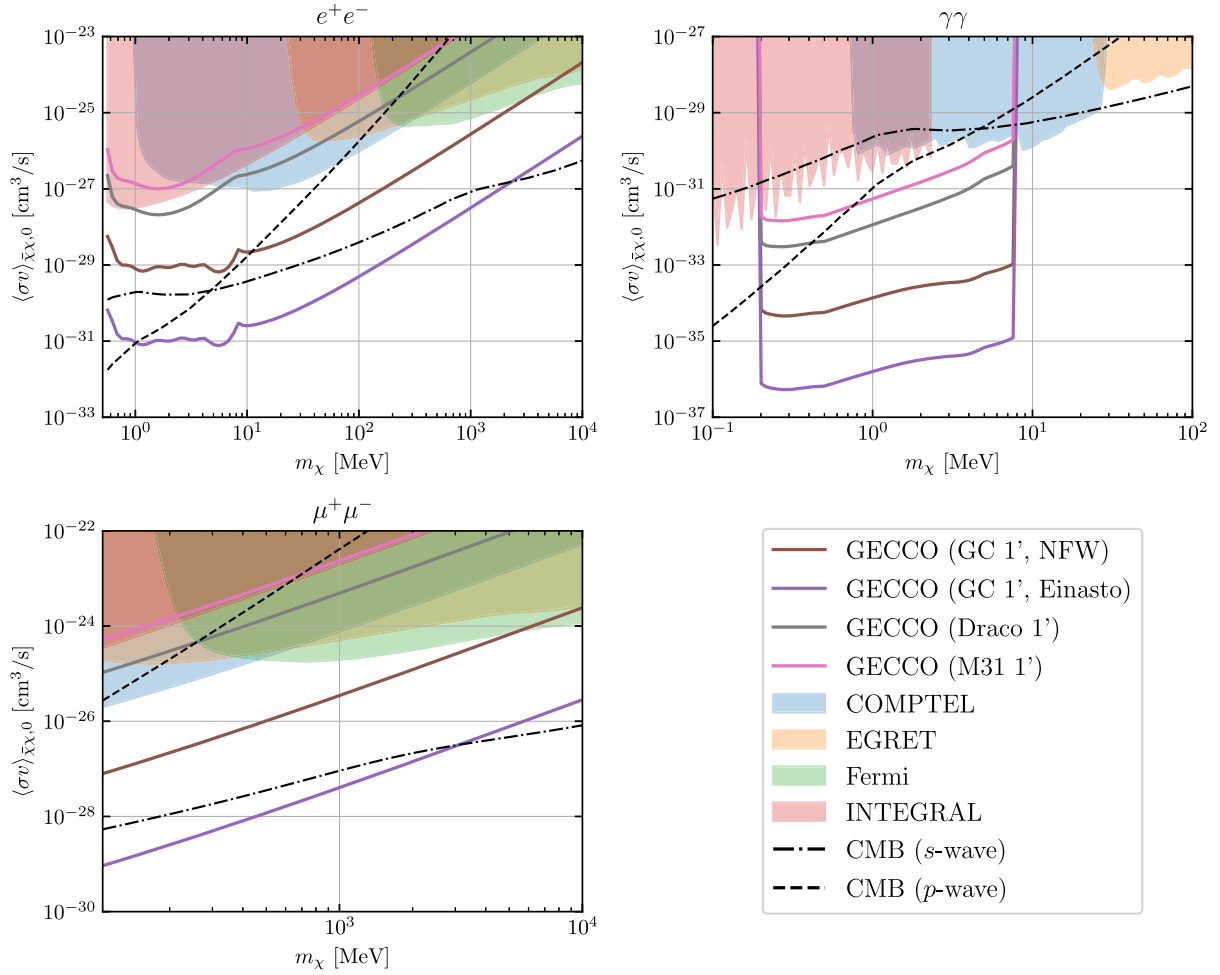 e⁺e⁻
10⁻²³
10⁻²⁵
10⁻²⁷
10⁻²⁹
10⁻³¹
10⁻³³
⟨σv⟩χ̄χ,0 [cm³/s]
10⁰ 10¹ 10² 10³ 10⁴
mχ [MeV]
γγ
10⁻²⁷
10⁻²⁹
10⁻³¹
10⁻³³
10⁻³⁵
10⁻³⁷
⟨σv⟩χ̄χ,0 [cm³/s]
10⁻¹ 10⁰ 10¹ 10²
mχ [MeV]
μ⁺μ⁻
10⁻²²
10⁻²⁴
10⁻²⁶
10⁻²⁸
10⁻³⁰
⟨σv⟩χ̄χ,0 [cm³/s]
10³ 10⁴
mχ [MeV]
GECCO (GC 1', NFW)
GECCO (GC 1', Einasto)
GECCO (Draco 1')
GECCO (M31 1')
COMPTEL
EGRET
Fermi
INTEGRAL
CMB (s-wave)
CMB (p-wave)